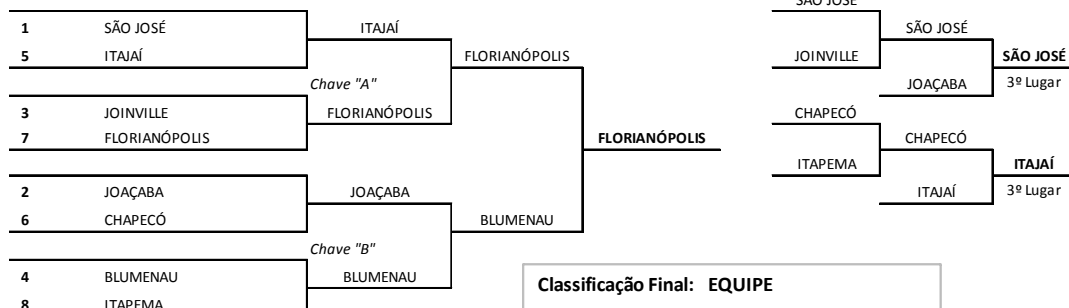 SÃO JOSÉ
1 SÃO JOSÉ ITAJAÍ SÃO JOSÉ
5 ITAJAÍ FLORIANÓPOLIS JOINVILLE SÃO JOSÉ
Chave "A" JOAÇABA 3º Lugar
3 JOINVILLE FLORIANÓPOLIS CHAPECÓ
7 FLORIANÓPOLIS FLORIANÓPOLIS CHAPECÓ
ITAPEMA ITAJAÍ
2 JOAÇABA JOAÇABA ITAJAÍ 3º Lugar
6 CHAPECÓ BLUMENAU
Chave "B"
4 BLUMENAU BLUMENAU Classificação Final: EQUIPE
8 ITAPEMA